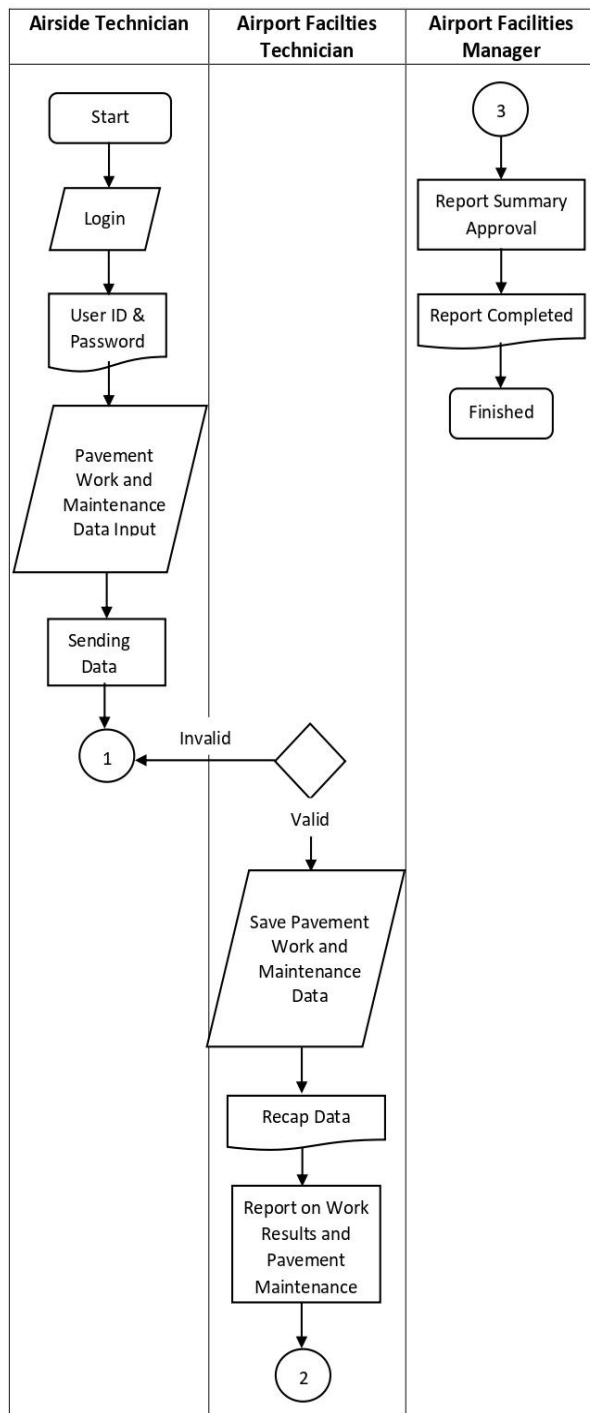 Airside Technician
Airport Facilties
Technician
Airport Facilities
Manager
Start
Login
User ID &
Password
Pavement
Work and
Maintenance
Data Input
Sending
Data
1
Invalid
Valid
Save Pavement
Work and
Maintenance
Data
Recap Data
Report on Work
Results and
Pavement
Maintenance
2
3
Report Summary
Approval
Report Completed
Finished